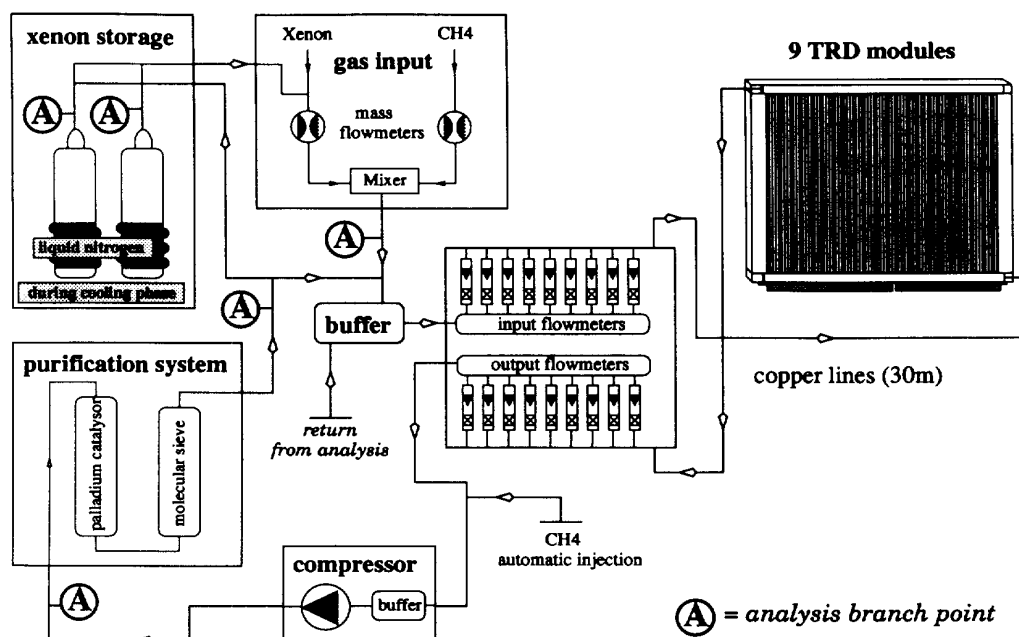 xenon storage
A
A
liquid nitrogen
during cooling phase
Xenon
CH4
gas input
mass
flowmeters
Mixer
A
9 TRD modules
A
buffer
input flowmeters
output flowmeters
return
from analysis
copper lines (30m)
purification system
palladium catalysor
molecular sieve
A
CH4
automatic injection
compressor
buffer
A = analysis branch point